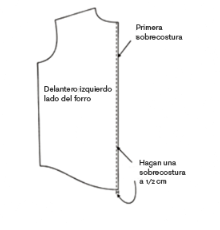 Primera
sobrecostura
Delantero izquierdo
lado del forro
Hagan una
sobrecostura
a 1/2 cm